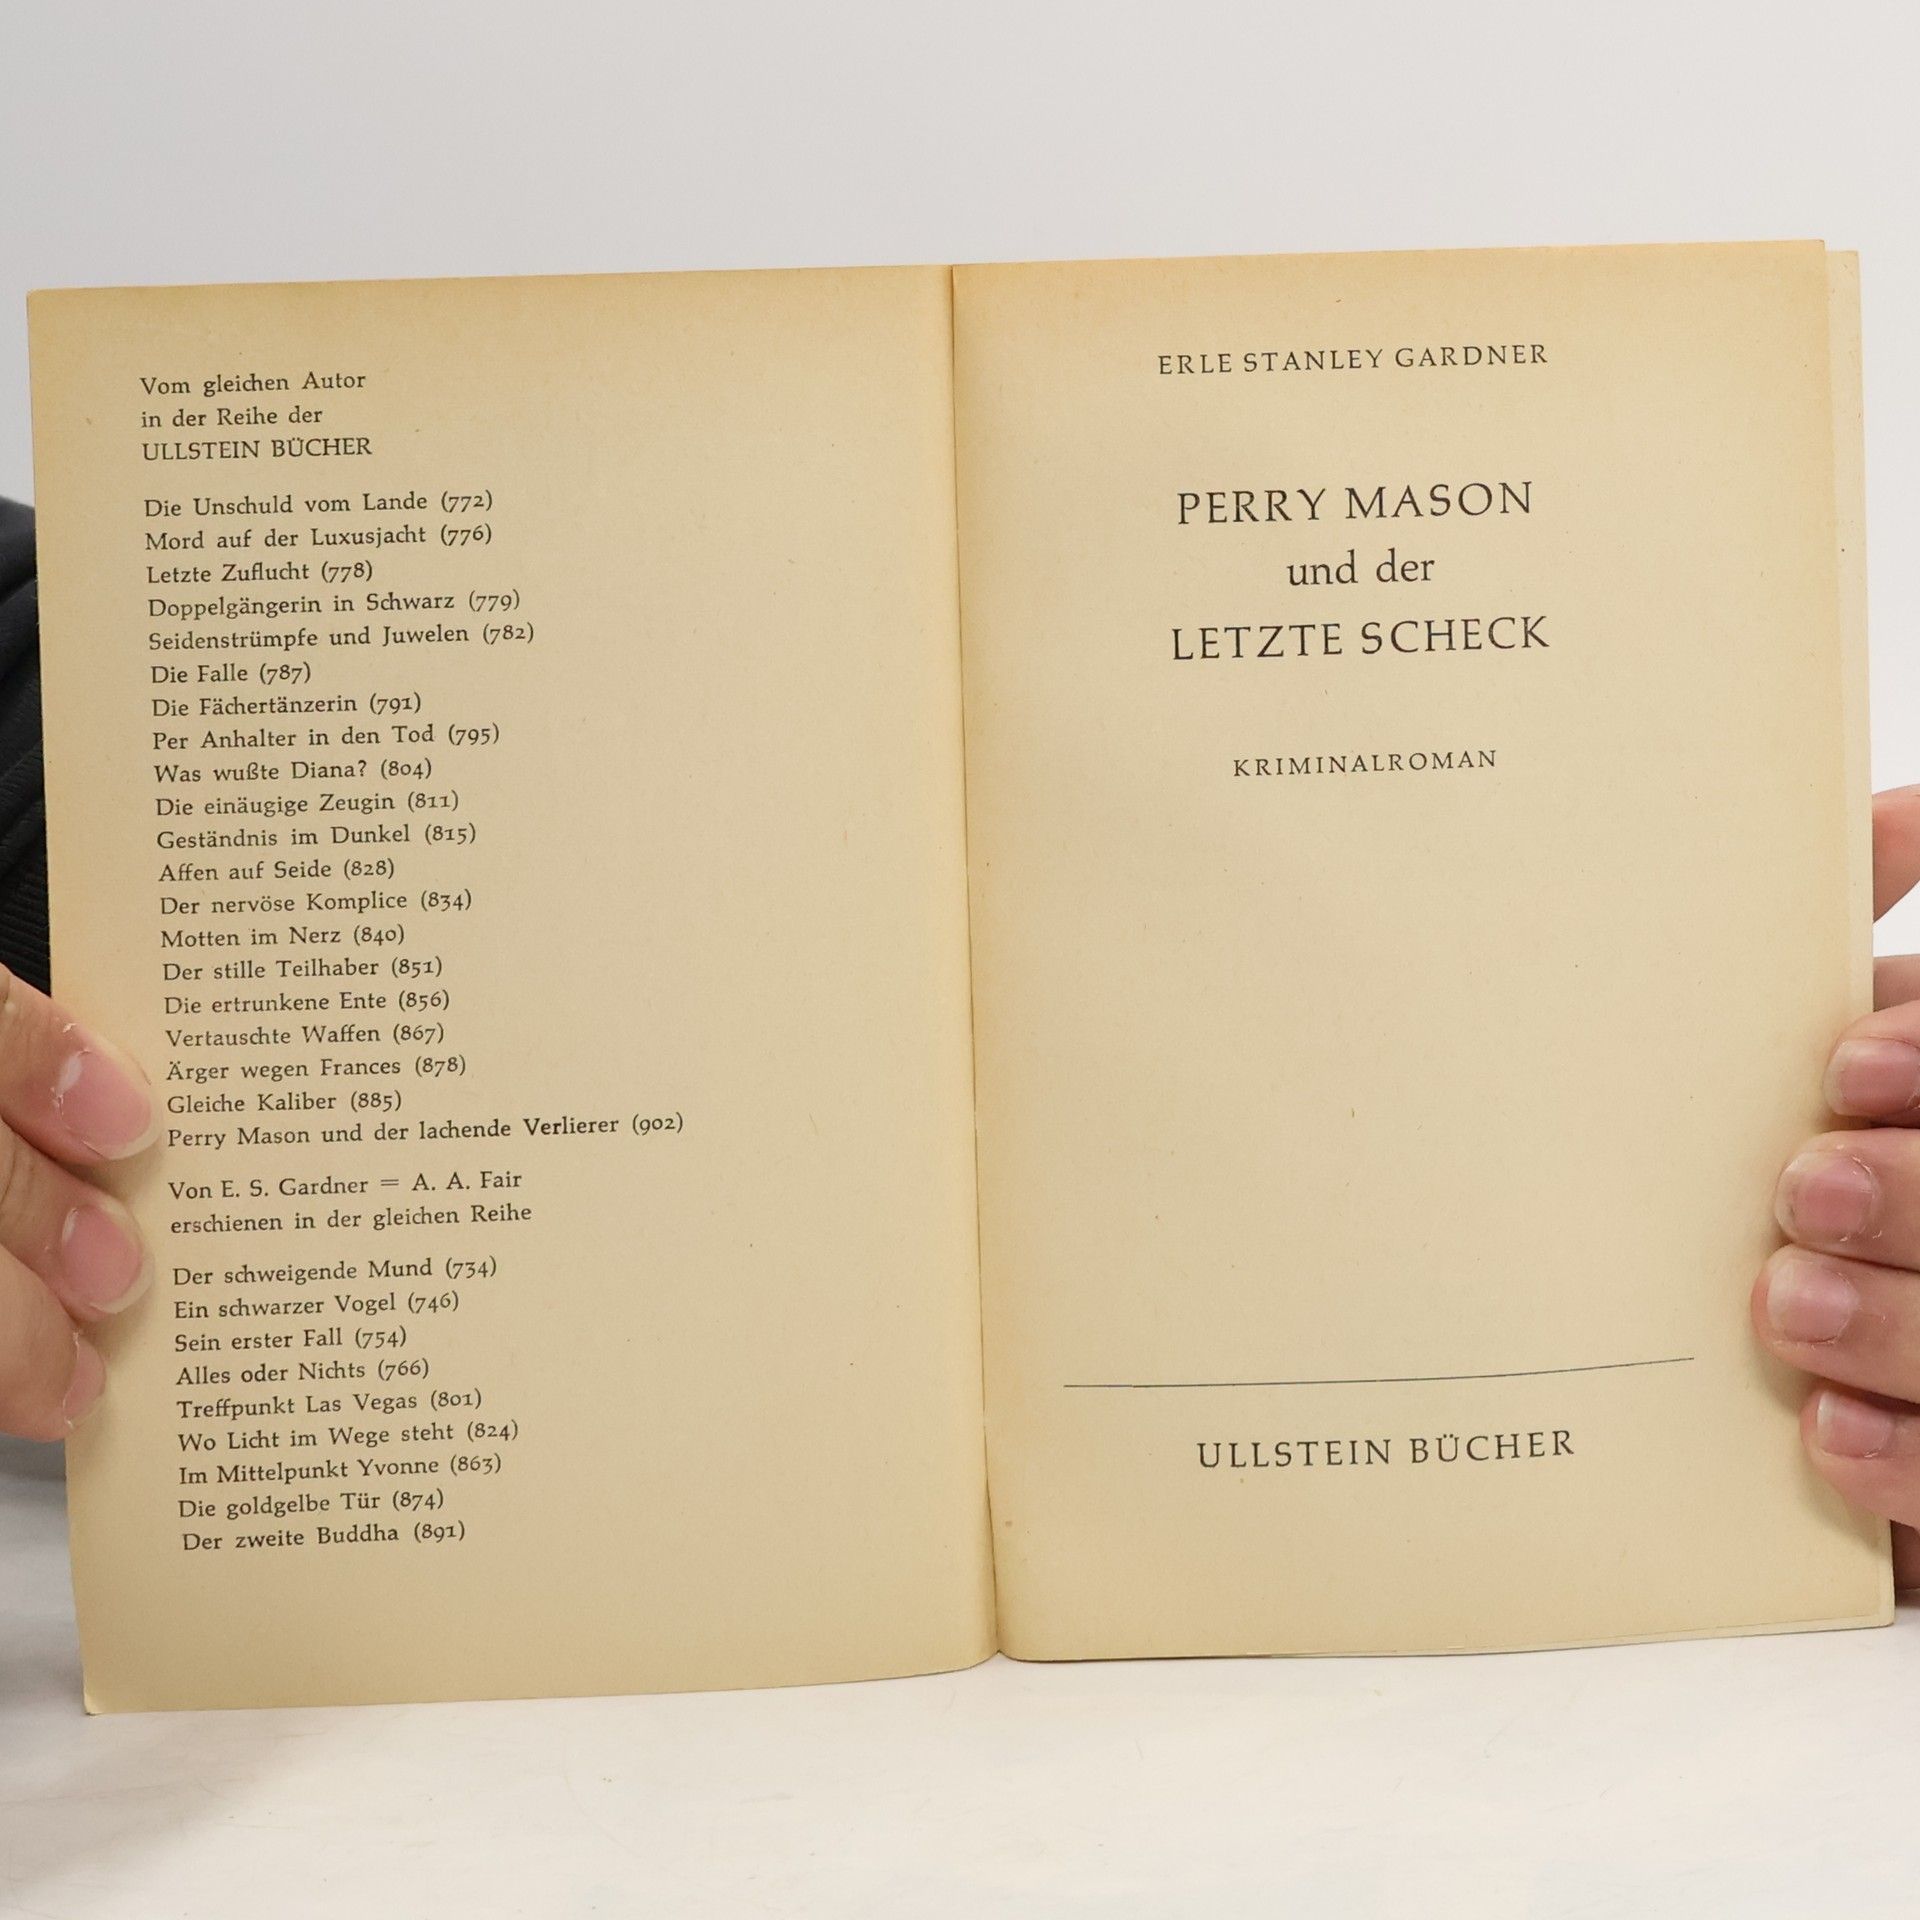 Vom gleichen Autor
in der Reihe der
ULLSTEIN BÜCHER
Die Unschuld vom Lande (772)
Mord auf der Luxusjacht (776)
Letzte Zuflucht (778)
Doppelgängerin in Schwarz (779)
Seidenstrümpfe und Juwelen (782)
Die Falle (787)
Die Fächertänzerin (791)
Per Anhalter in den Tod (795)
Was wußte Diana? (804)
Die einäugige Zeugin (811)
Geständnis im Dunkel (815)
Affen auf Seide (828)
Der nervöse Komplice (834)
Motten im Nerz (840)
Der stille Teilhaber (851)
Die ertrunkene Ente (856)
Vertauschte Waffen (867)
Ärger wegen Frances (878)
Gleiche Kaliber (885)
Perry Mason und der lachende Verlierer (902)
Von E. S. Gardner = A. A. Fair
erschienen in der gleichen Reihe
Der schweigende Mund (734)
Ein schwarzer Vogel (746)
Sein erster Fall (754)
Alles oder Nichts (766)
Treffpunkt Las Vegas (801)
Wo Licht im Wege steht (824)
Im Mittelpunkt Yvonne (863)
Die goldgelbe Tür (874)
Der zweite Buddha (891)
ERLE STANLEY GARDNER
PERRY MASON
und der
LETZTE SCHECK
KRIMINALROMAN
ULLSTEIN BÜCHER